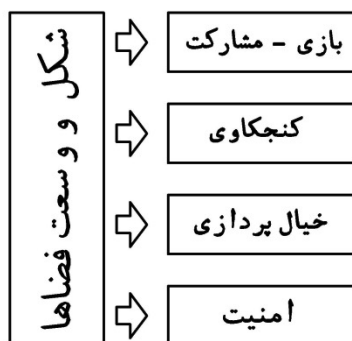 شکل و وسعت فضاها
بازی - مشارکت
کنجکاوی
خیال پردازی
امنیت